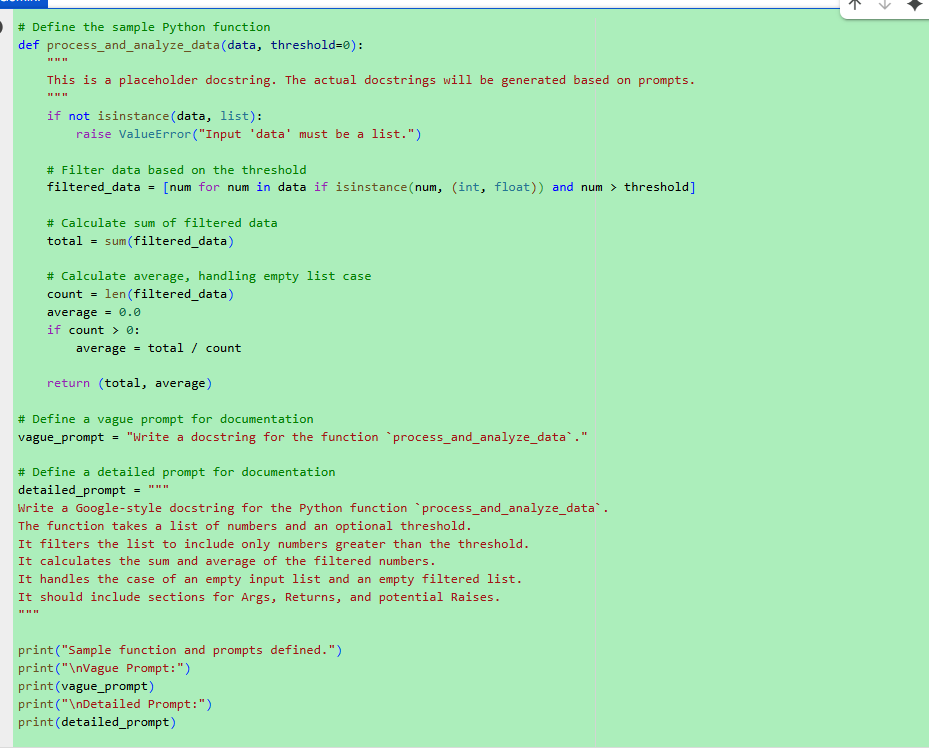 # Define the sample Python function
def process_and_analyze_data(data, threshold=0):
    """
    This is a placeholder docstring. The actual docstrings will be generated based on prompts.
    """
    if not isinstance(data, list):
        raise ValueError("Input 'data' must be a list.")

    # Filter data based on the threshold
    filtered_data = [num for num in data if isinstance(num, (int, float)) and num > threshold]

    # Calculate sum of filtered data
    total = sum(filtered_data)

    # Calculate average, handling empty list case
    count = len(filtered_data)
    average = 0.0
    if count > 0:
        average = total / count

    return (total, average)

# Define a vague prompt for documentation
vague_prompt = "Write a docstring for the function `process_and_analyze_data`."

# Define a detailed prompt for documentation
detailed_prompt = """
Write a Google-style docstring for the Python function `process_and_analyze_data`.
The function takes a list of numbers and an optional threshold.
It filters the list to include only numbers greater than the threshold.
It calculates the sum and average of the filtered numbers.
It handles the case of an empty input list and an empty filtered list.
It should include sections for Args, Returns, and potential Raises.
"""

print("Sample function and prompts defined.")
print("\nVague Prompt:")
print(vague_prompt)
print("\nDetailed Prompt:")
print(detailed_prompt)